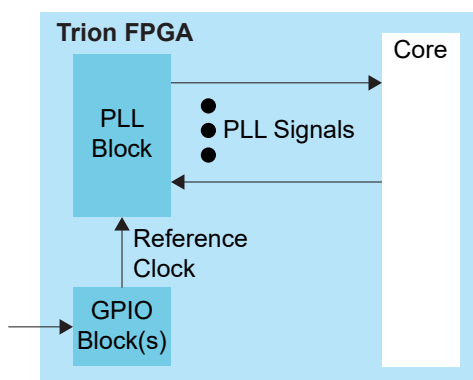 Trion FPGA
Core
PLL
Block
PLL Signals
Reference
Clock
GPIO
Block(s)